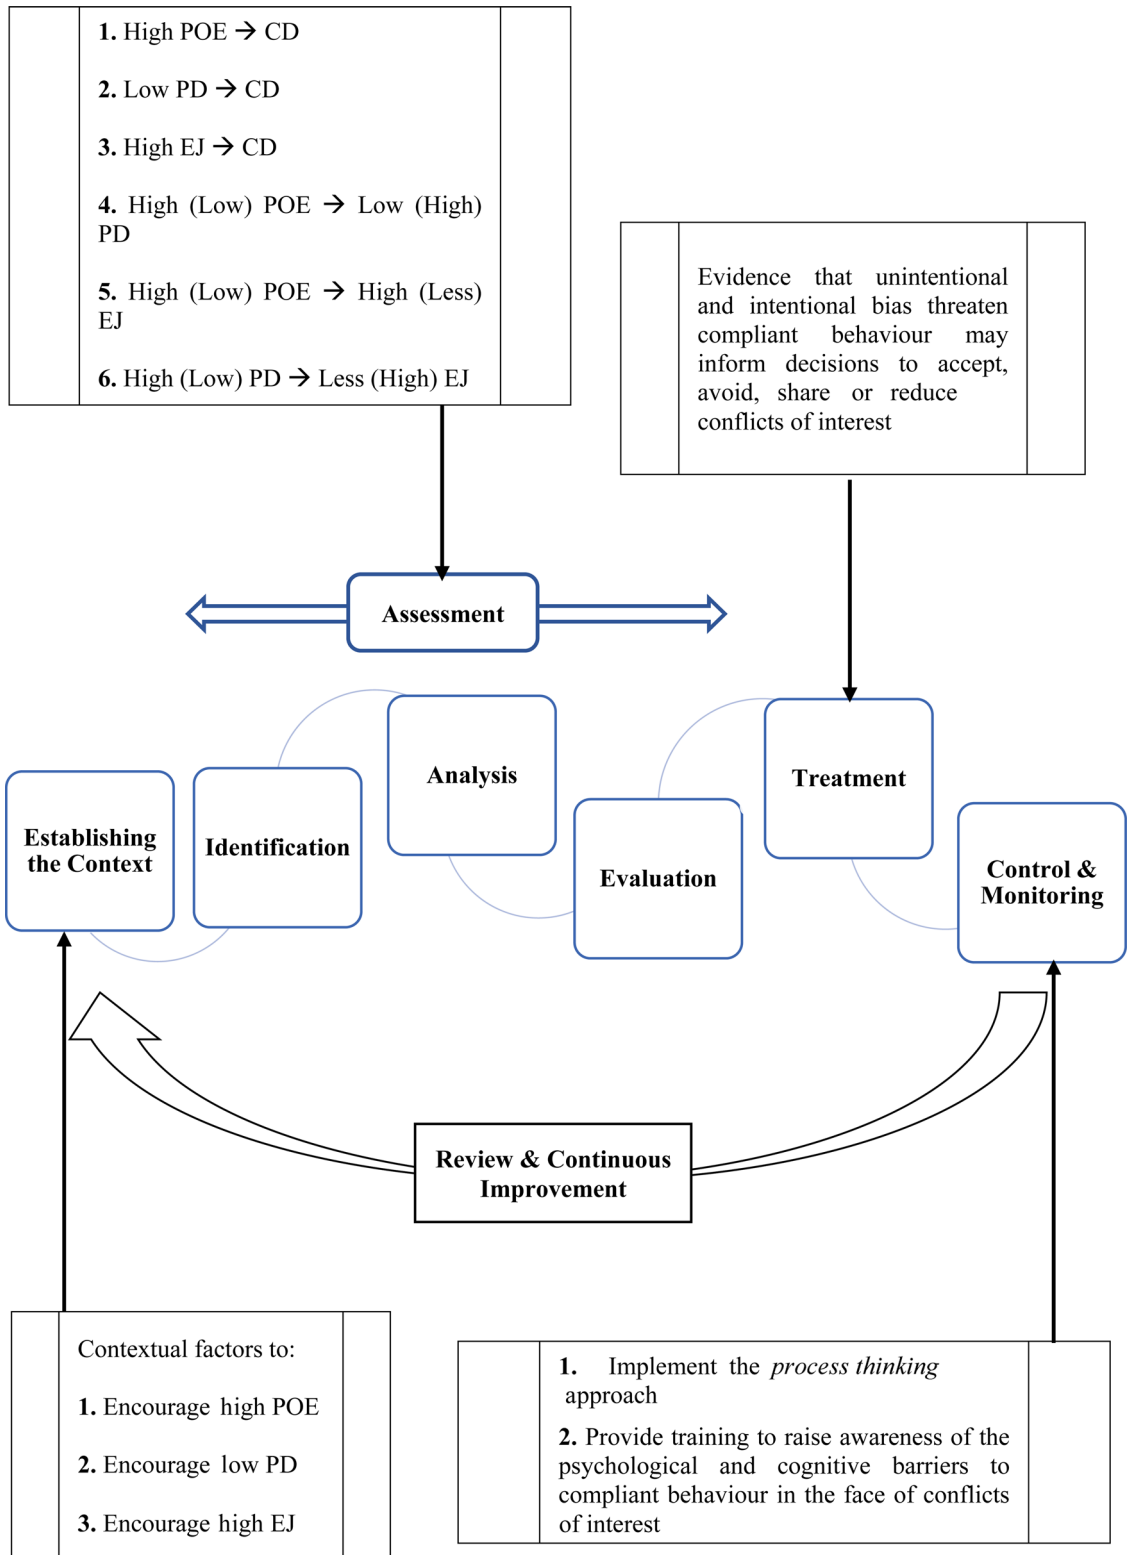 1. High POE → CD
2. Low PD → CD
3. High EJ → CD
4. High (Low) POE → Low (High)
PD
5. High (Low) POE → High (Less)
EJ
6. High (Low) PD → Less (High) EJ
Evidence that unintentional
and intentional bias threaten
compliant behaviour may
inform decisions to accept,
avoid, share or reduce
conflicts of interest
Assessment
Establishing
the Context
Identification
Analysis
Evaluation
Treatment
Control &
Monitoring
Review & Continuous
Improvement
Contextual factors to:
1. Encourage high POE
2. Encourage low PD
3. Encourage high EJ
1. Implement the process thinking
approach
2. Provide training to raise awareness of the
psychological and cognitive barriers to
compliant behaviour in the face of conflicts
of interest